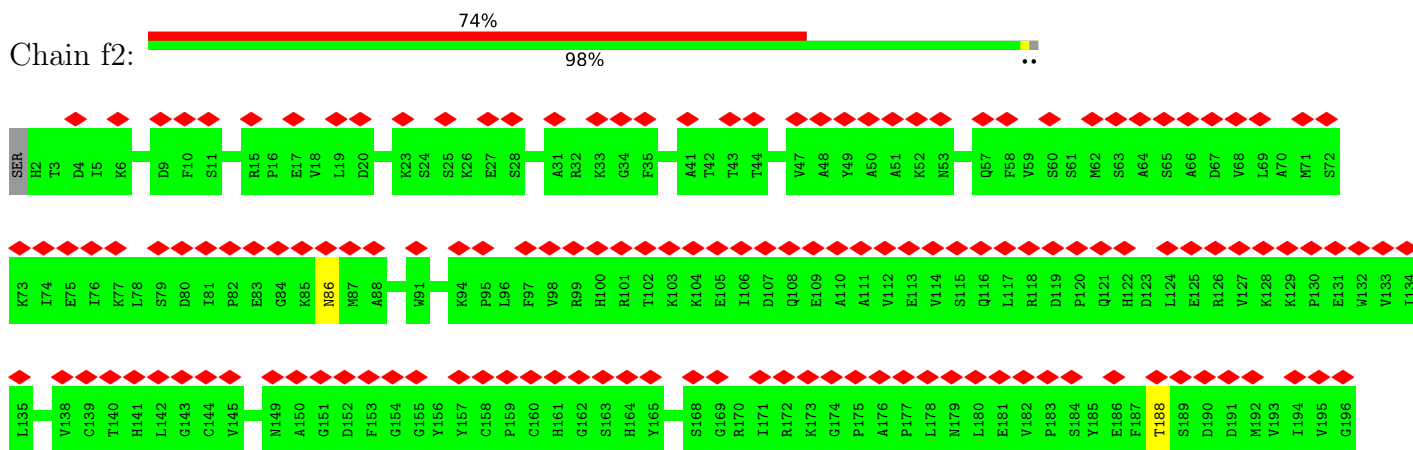 74%
Chain f2:
98%
••
SER H2 T3 D4 I5 K6 D9 F10 S11 R15 P16 E17 V18 L19 D20 K23 S24 S25 K26 E27 S28 A31 R32 K33 G34 F35 A41 T42 T43 T44 V47 A48 Y49 A50 A51 K52 N53 Q57 F58 V59 S60 S61 M62 S63 A64 S65 A66 D67 V68 L69 A70 M71 S72
K73 I74 E75 I76 K77 L78 S79 D80 I81 P82 E83 G84 K85 N86 M87 A88 W91 K94 P95 L96 F97 V98 R99 H100 R101 T102 K103 K104 E105 I106 D107 Q108 E109 A110 A111 V112 E113 V114 S115 Q116 L117 R118 D119 P120 Q121 H122 D123 L124 E125 R126 V127 K128 K129 P130 E131 W132 V133 I134
L135 V138 C139 T140 H141 L142 G143 C144 V145 N149 A150 G151 D152 F153 G154 G155 Y156 Y157 C158 P159 C160 H161 G162 S163 H164 Y165 S168 G169 R170 I171 R172 K173 G174 P175 A176 P177 L178 N179 L180 E181 V182 P183 S184 Y185 E186 F187 T188 S189 D190 D191 M192 V193 I194 V195 G196